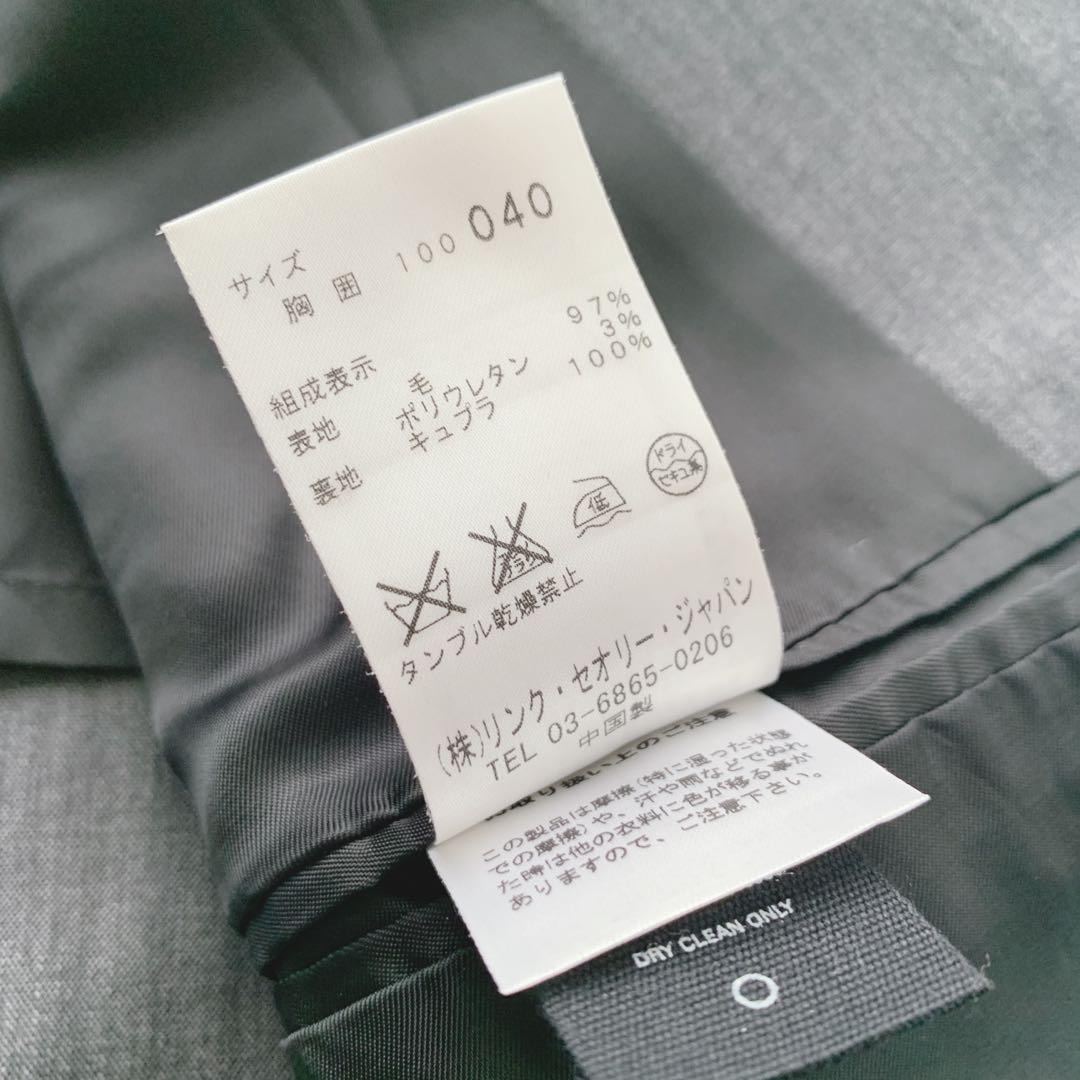 サイズ 040
胸囲 100
組成表示
表地 毛 97%
ポリウレタン 3%
裏地 キュプラ 100%
低
ドライ
セキユ系
タンブル乾燥禁止
(株)リンク・セオリー・ジャパン
TEL 03-6865-0206
中国製
取り扱い上のご注意
この製品は摩擦(特に湿った状態
での摩擦)や、汗や雨などでぬれ
た時は他の衣料に色が移る事が
ありますので、ご注意下さい。
DRY CLEAN ONLY